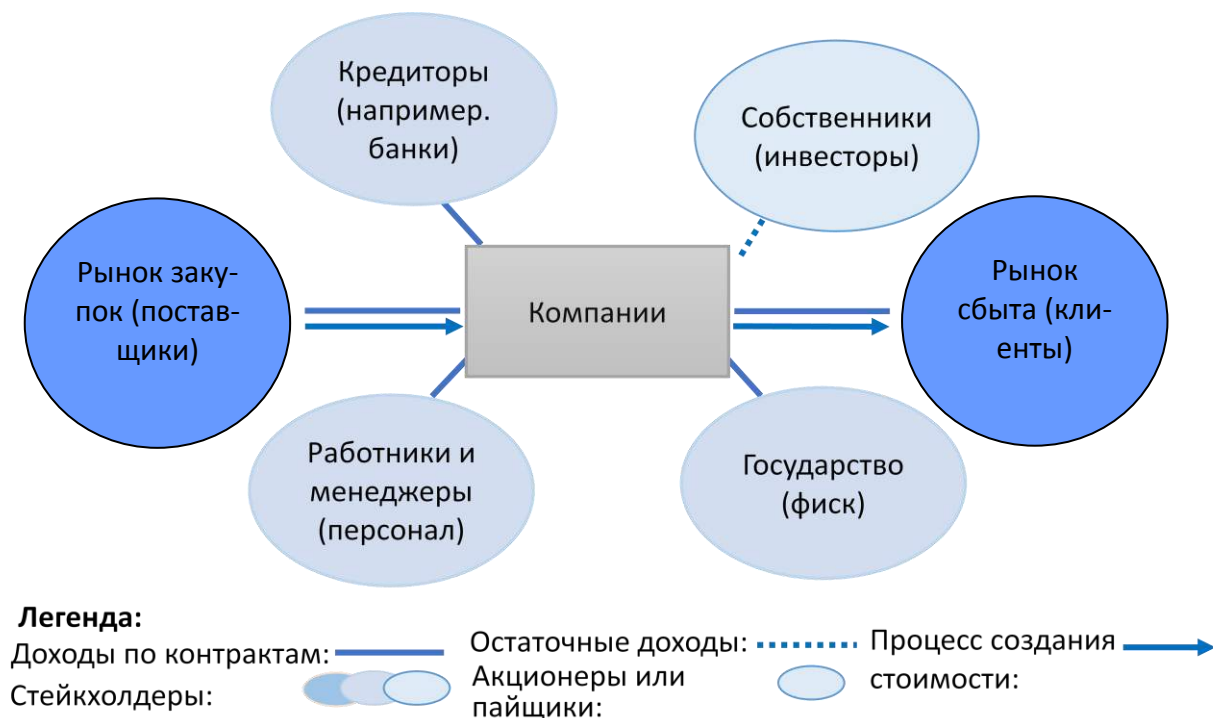 Кредиторы
(например.
банки)
Собственники
(инвесторы)
Рынок заку-
пок (постав-
щики)
Компании
Рынок
сбыта (кли-
енты)
Работники и
менеджеры
(персонал)
Государство
(фиск)
Легенда:
Доходы по контрактам:
Остаточные доходы:
Процесс создания
стоимости:
Стейкхолдеры:
Акционеры или
пайщики: